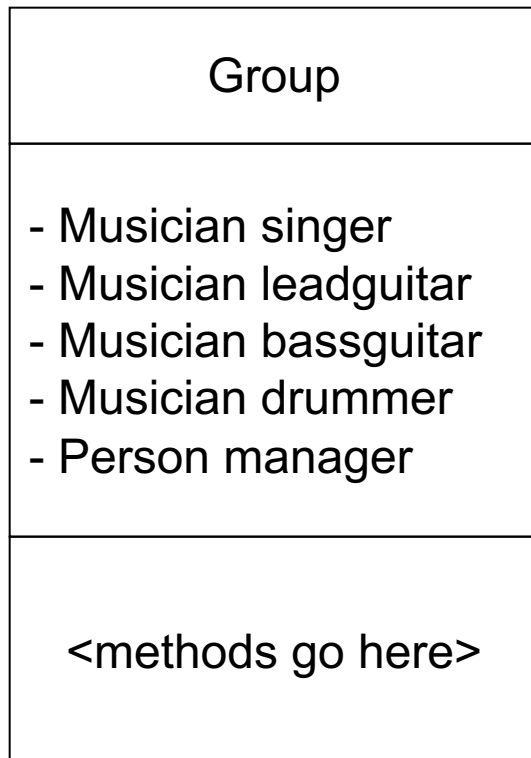 Group
- Musician singer
- Musician leadguitar
- Musician bassguitar
- Musician drummer
- Person manager
<methods go here>